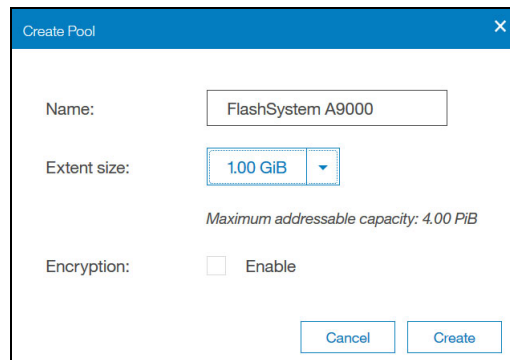 Create Pool
Name: FlashSystem A9000
Extent size: 1.00 GiB
Maximum addressable capacity: 4.00 PiB
Encryption: Enable
Cancel Create